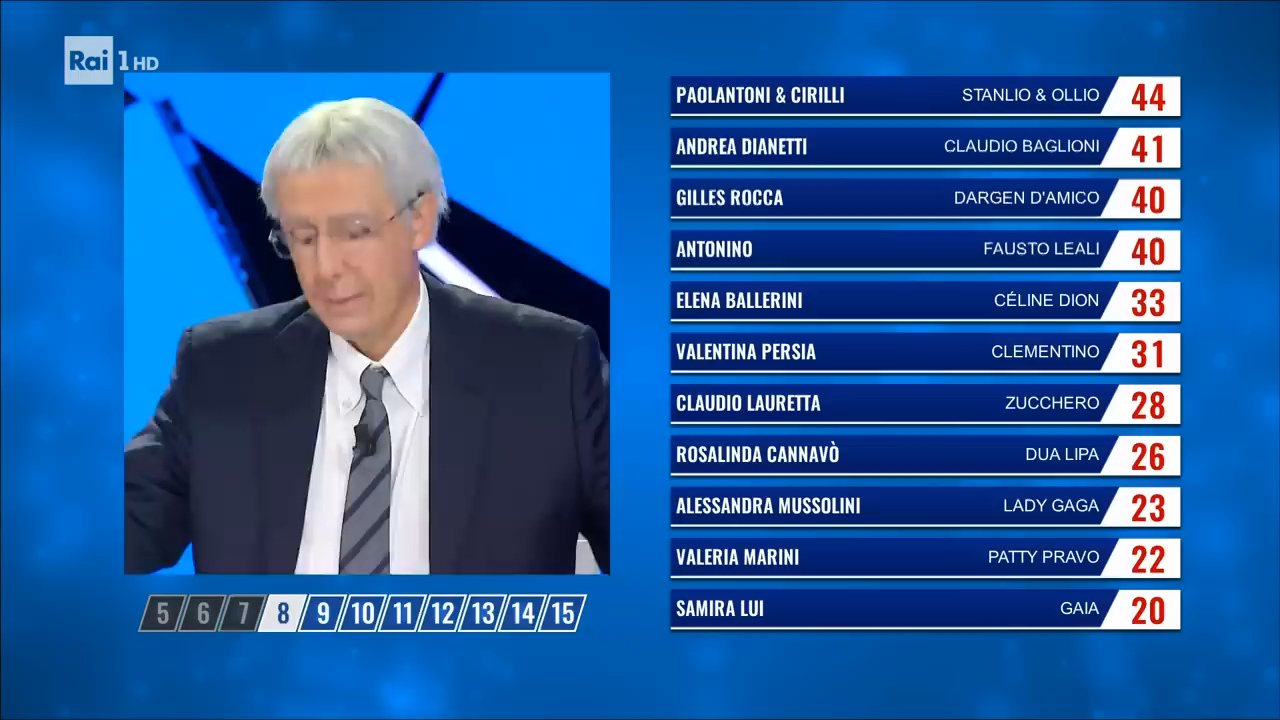 Rai 1 HD
PAOLANTONI & CIRILLI STANLIO & OLLIO 44
ANDREA DIANETTI CLAUDIO BAGLIONI 41
GILLES ROCCA DARGEN D'AMICO 40
ANTONINO FAUSTO LEALI 40
ELENA BALLERINI CÉLINE DION 33
VALENTINA PERSIA CLEMENTINO 31
CLAUDIO LAURETTA ZUCCHERO 28
ROSALINDA CANNAVÒ DUA LIPA 26
ALESSANDRA MUSSOLINI LADY GAGA 23
VALERIA MARINI PATTY PRAVO 22
SAMIRA LUI GAIA 20
5 6 7 8 9 10 11 12 13 14 15